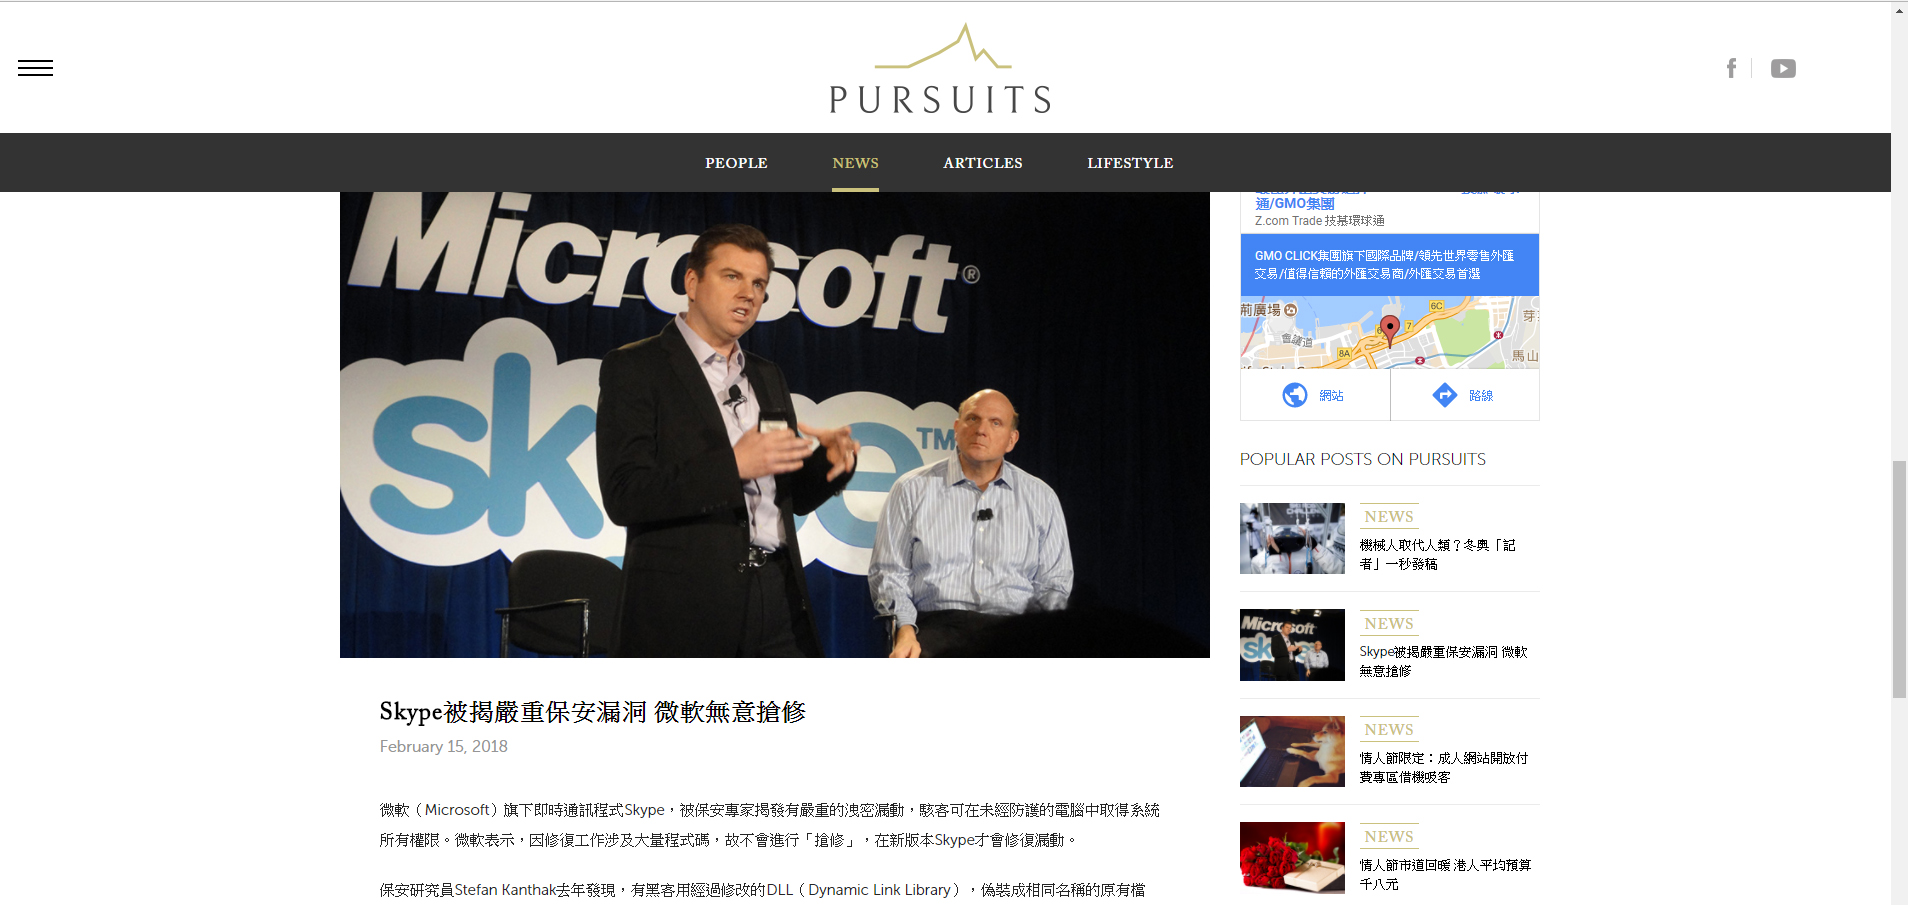 PURSUITS
PEOPLE
NEWS
ARTICLES
LIFESTYLE
Microsoft®
skype™
Skype被揭嚴重保安漏洞 微軟無意搶修
February 15, 2018
微軟（Microsoft）旗下即時通訊程式Skype，被保安專家揭發有嚴重的洩密漏動，駭客可在未經防護的電腦中取得系統
所有權限。微軟表示，因修復工作涉及大量程式碼，故不會進行「搶修」，在新版本Skype才會修復漏動。
保安研究員Stefan Kanthak去年發現，有黑客用經過修改的DLL（Dynamic Link Library），偽裝成相同名稱的原有檔
通/GMO集團
Z.com Trade 技慕環球通
GMO CLICK集團旗下國際品牌/領先世界零售外匯
交易/值得信賴的外匯交易商/外匯交易首選
荊廣場
會議道
6C
7
8A
馬山
網站
路線
POPULAR POSTS ON PURSUITS
NEWS
機械人取代人類？冬奧「記
者」一秒發稿
Microsoft
NEWS
Skype被揭嚴重保安漏洞 微軟
無意搶修
NEWS
情人節限定：成人網站開放付
費專區借機吸客
NEWS
情人節市道回暖 港人平均預算
千八元